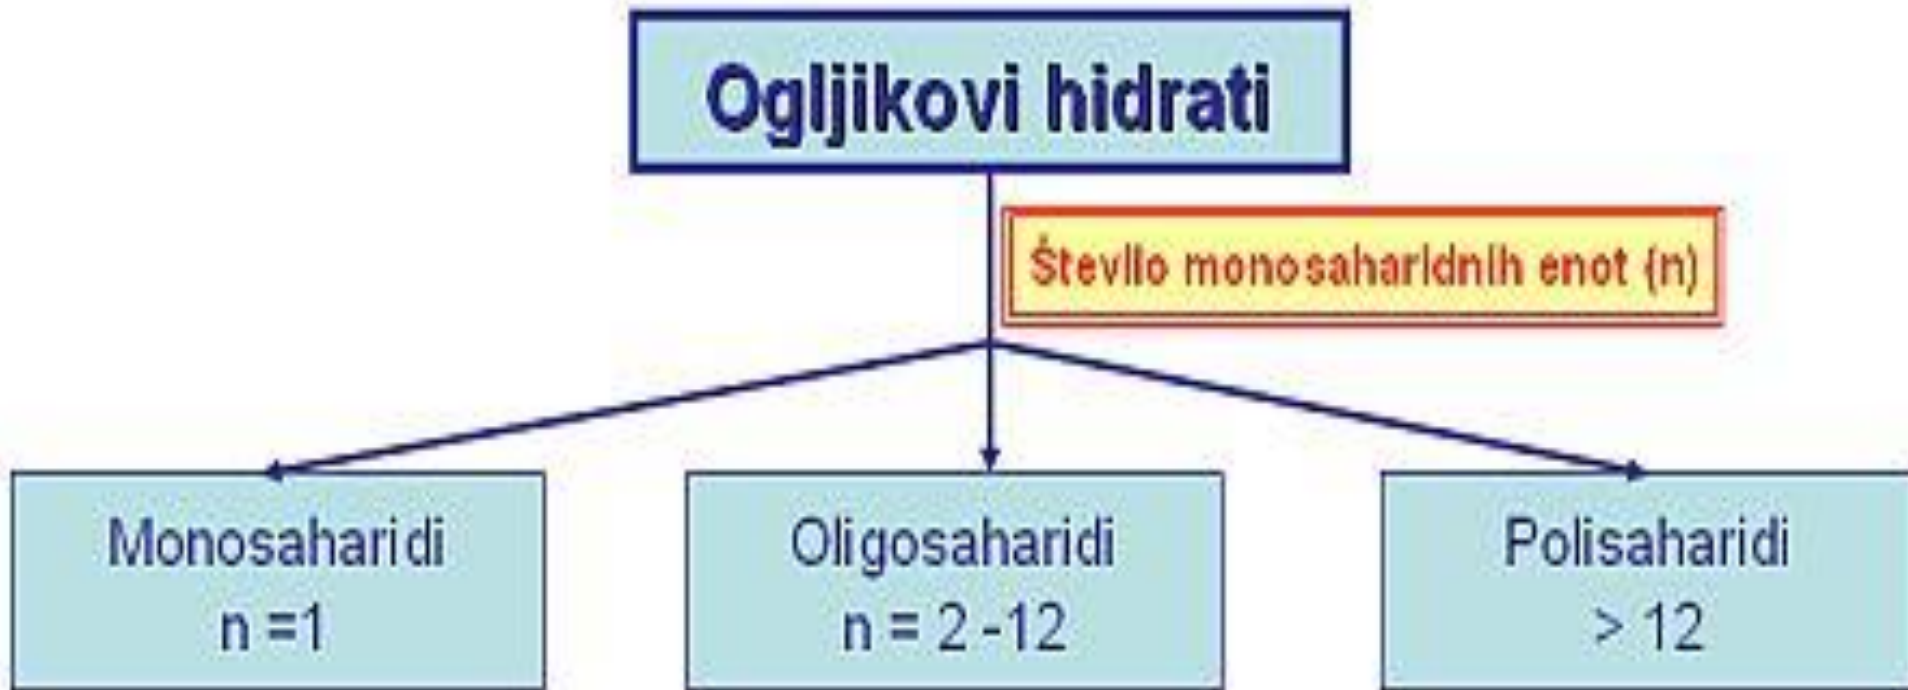 Ogljikovi hidrati
Število monosaharidnih enot (n)
Monosaharidi
n =1
Oligosaharidi
n = 2 -12
Polisaharidi
> 12